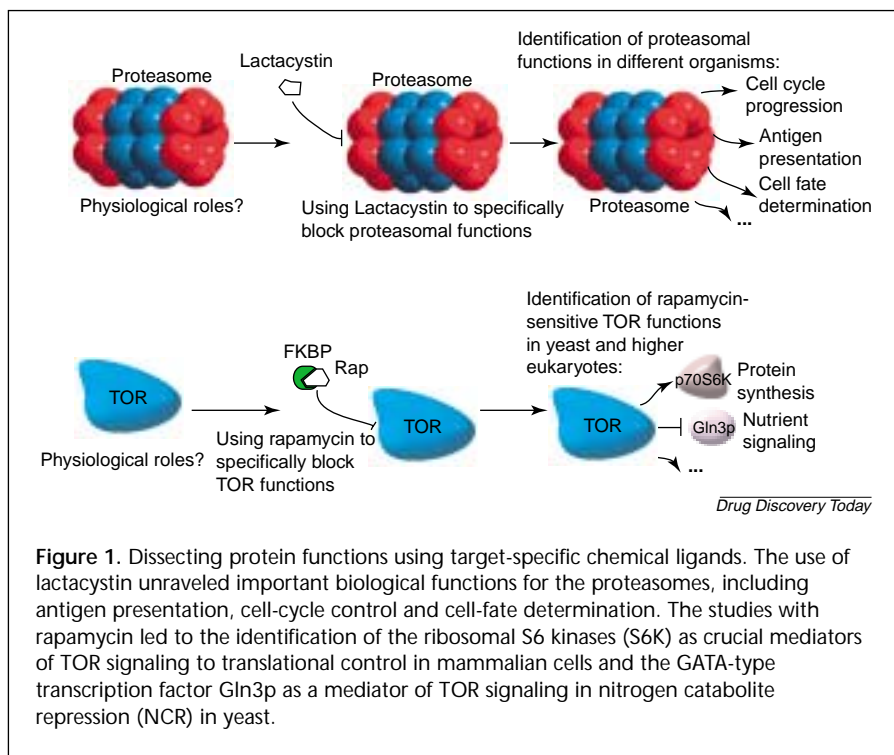 Identification of proteasomal
functions in different organisms:
Lactacystin
Proteasome
Proteasome
Cell cycle
progression
Antigen
presentation
Cell fate
determination
Physiological roles?
Using Lactacystin to specifically
block proteasomal functions
Proteasome
...
Identification of rapamycin-
sensitive TOR functions
in yeast and higher
eukaryotes:
FKBP
Rap
TOR
TOR
TOR
p70S6K
Protein
synthesis
Gln3p
Nutrient
signaling
Physiological roles?
Using rapamycin to
specifically block
TOR functions
...
Drug Discovery Today
Figure 1. Dissecting protein functions using target-specific chemical ligands. The use of
lactacystin unraveled important biological functions for the proteasomes, including
antigen presentation, cell-cycle control and cell-fate determination. The studies with
rapamycin led to the identification of the ribosomal S6 kinases (S6K) as crucial mediators
of TOR signaling to translational control in mammalian cells and the GATA-type
transcription factor Gln3p as a mediator of TOR signaling in nitrogen catabolite
repression (NCR) in yeast.